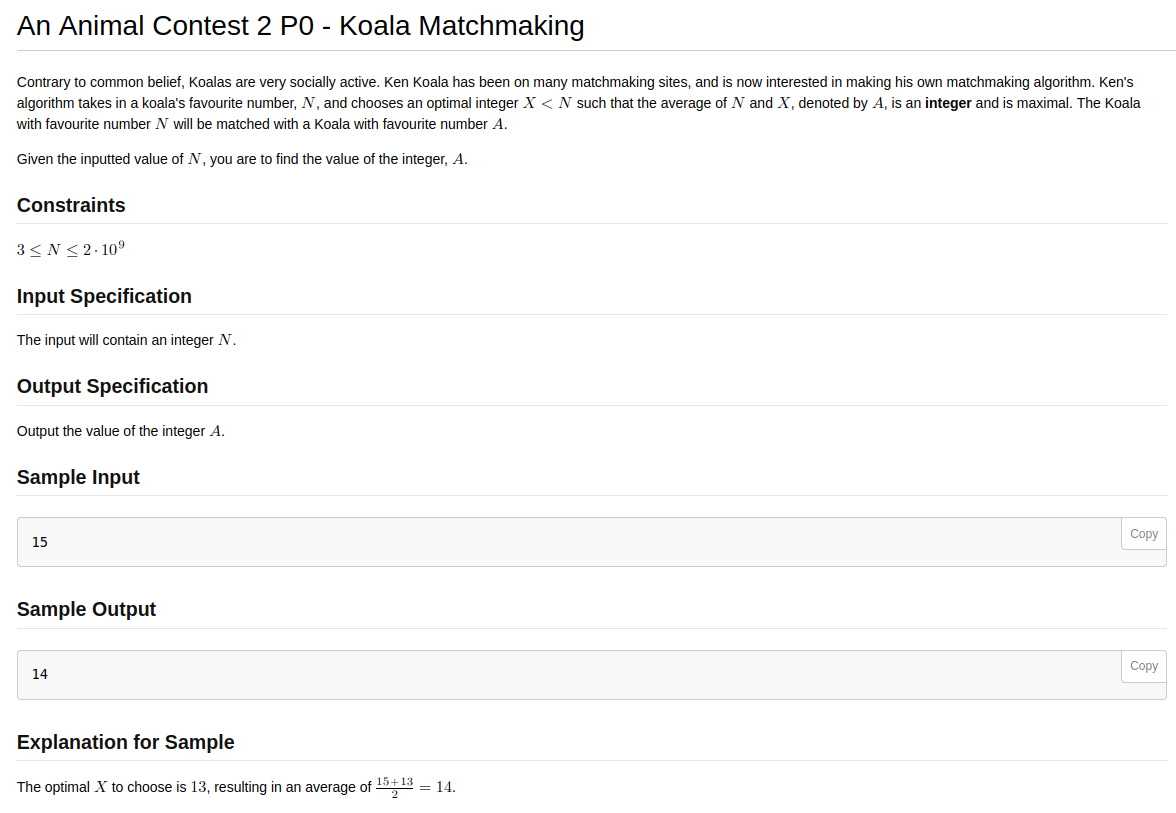 An Animal Contest 2 P0 - Koala Matchmaking
Contrary to common belief, Koalas are very socially active. Ken Koala has been on many matchmaking sites, and is now interested in making his own matchmaking algorithm. Ken's
algorithm takes in a koala's favourite number, N, and chooses an optimal integer X < N such that the average of N and X, denoted by A, is an integer and is maximal. The Koala
with favourite number N will be matched with a Koala with favourite number A.
Given the inputted value of N, you are to find the value of the integer, A.
Constraints
3 ≤ N ≤ 2 · 10^9
Input Specification
The input will contain an integer N.
Output Specification
Output the value of the integer A.
Sample Input
Copy
15
Sample Output
Copy
14
Explanation for Sample
The optimal X to choose is 13, resulting in an average of \frac{15+13}{2} = 14.